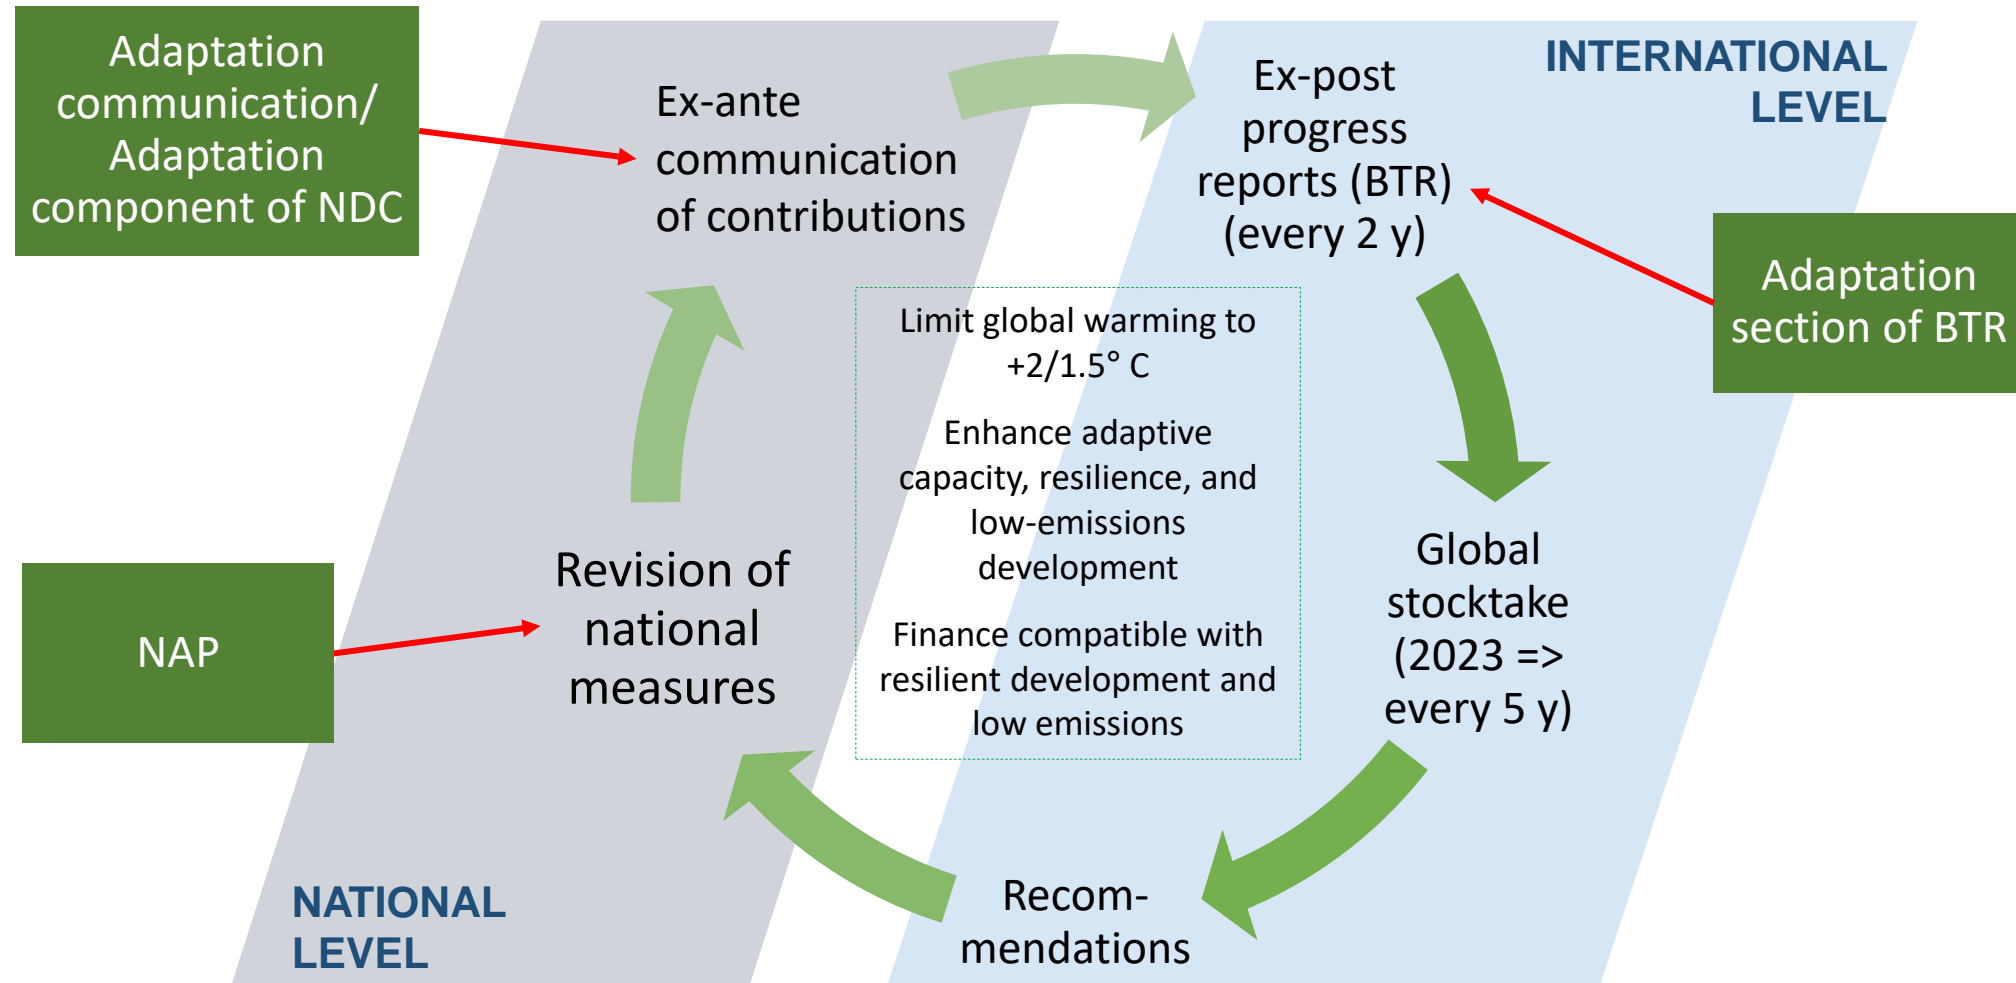 Adaptation
communication/
Adaptation
component of NDC
Ex-ante
communication
of contributions
Ex-post
progress
reports (BTR)
(every 2 y)
INTERNATIONAL
LEVEL
Adaptation
section of BTR
Limit global warming to
+2/1.5° C
Enhance adaptive
capacity, resilience, and
low-emissions
development
Finance compatible with
resilient development and
low emissions
Global
stocktake
(2023 =>
every 5 y)
Revision of
national
measures
NAP
Recom-
mendations
NATIONAL
LEVEL